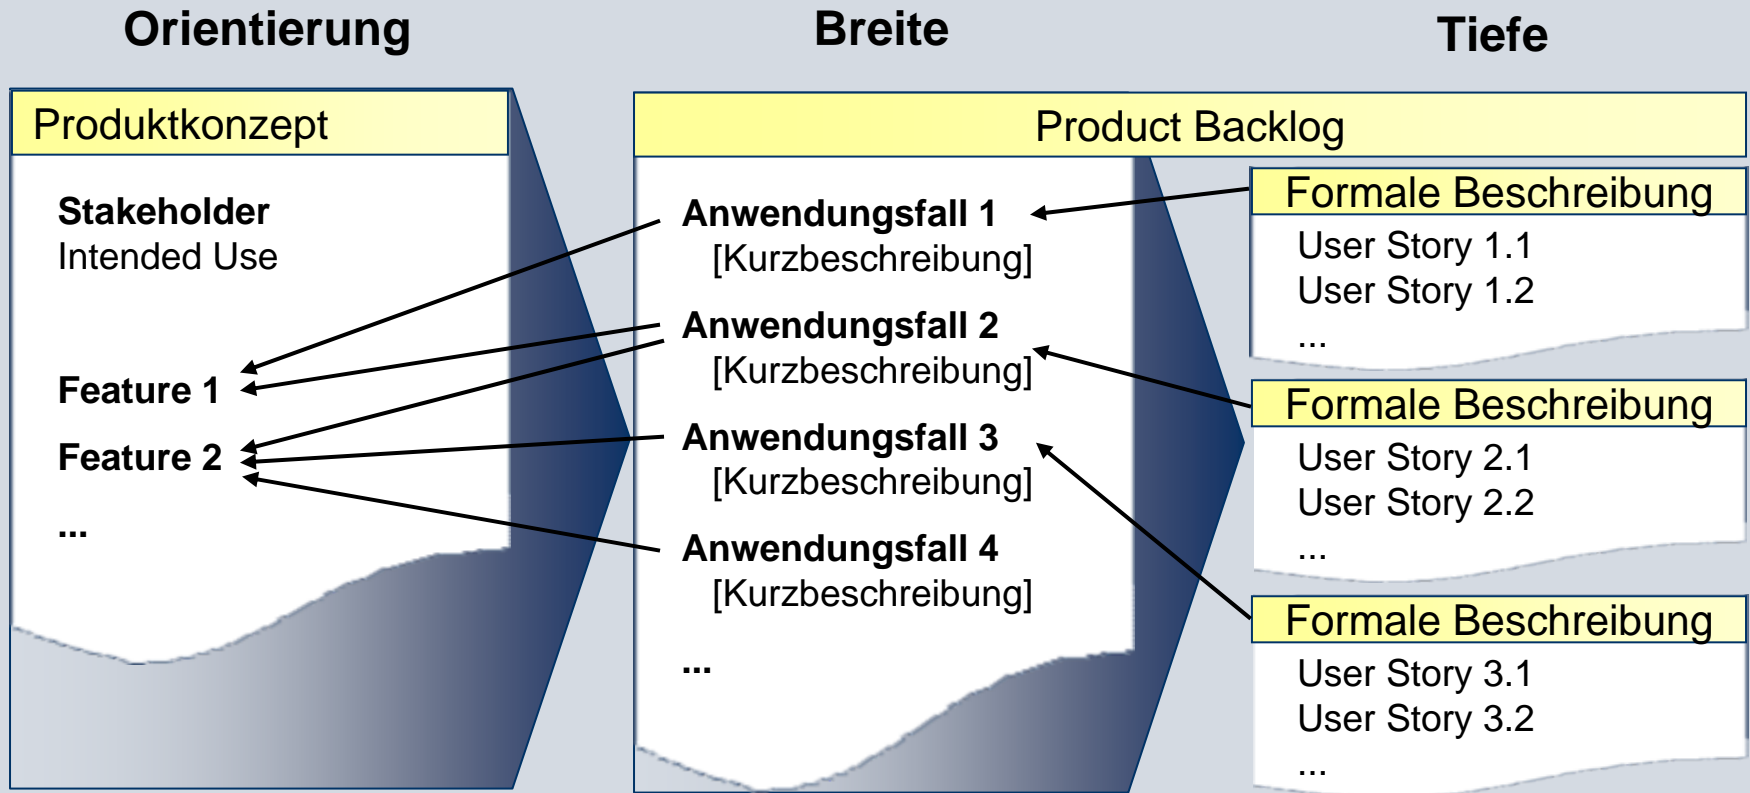 Orientierung
Breite
Tiefe
Produktkonzept
Stakeholder
Intended Use
Feature 1
Feature 2
...
Product Backlog
Anwendungsfall 1
[Kurzbeschreibung]
Anwendungsfall 2
[Kurzbeschreibung]
Anwendungsfall 3
[Kurzbeschreibung]
Anwendungsfall 4
[Kurzbeschreibung]
...
Formale Beschreibung
User Story 1.1
User Story 1.2
...
Formale Beschreibung
User Story 2.1
User Story 2.2
...
Formale Beschreibung
User Story 3.1
User Story 3.2
...